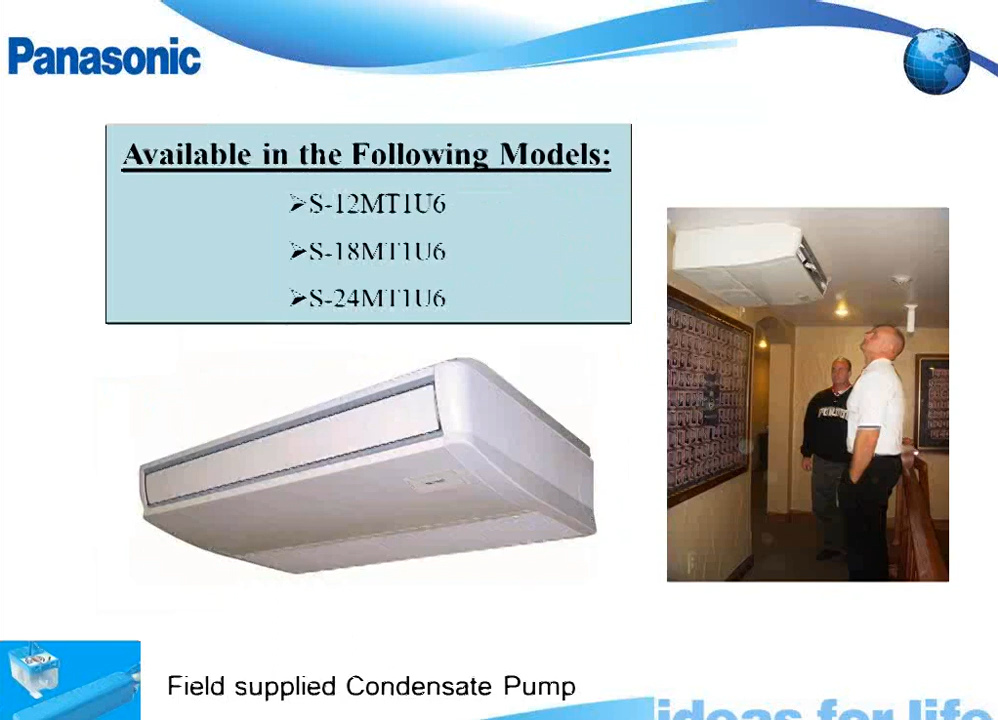 Panasonic
Available in the Following Models:
➢S-12MT1U6
➢S-18MT1U6
➢S-24MT1U6
Field supplied Condensate Pump
ideas for life